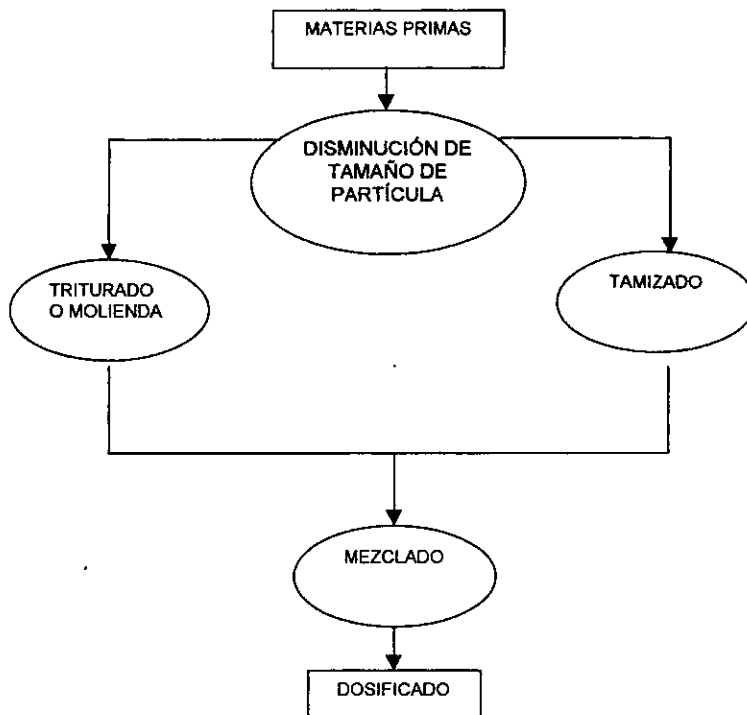 MATERIAS PRIMAS
DISMINUCIÓN DE
TAMAÑO DE
PARTÍCULA
TRITURADO
O MOLIENDA
TAMIZADO
MEZCLADO
DOSIFICADO